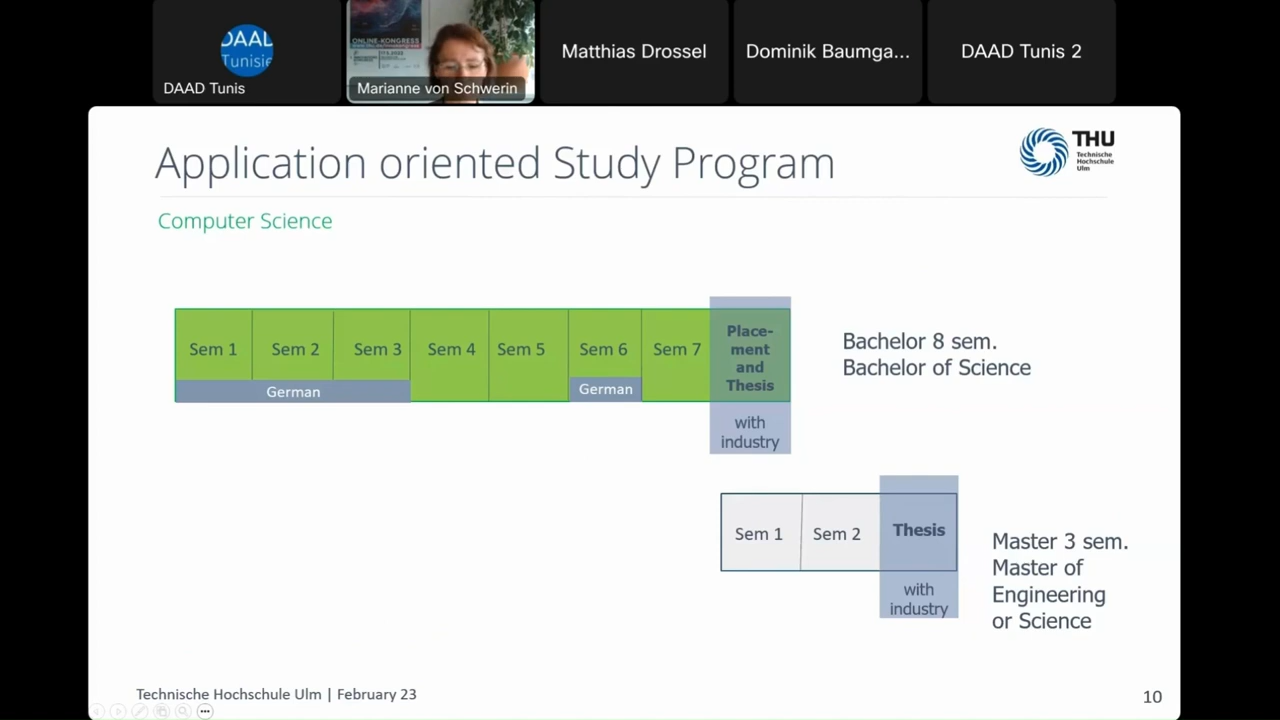 DAAD
Tunisie
DAAD Tunis
ONLINE-KONGRESS
Marianne von Schwerin
Matthias Drossel
Dominik Baumga...
DAAD Tunis 2
Application oriented Study Program
THU
Technische
Hochschule
Ulm
Computer Science
Sem 1
Sem 2
Sem 3
Sem 4
Sem 5
Sem 6
Sem 7
Place-
ment
and
Thesis
German
German
with
industry
Bachelor 8 sem.
Bachelor of Science
Sem 1
Sem 2
Thesis
with
industry
Master 3 sem.
Master of
Engineering
or Science
Technische Hochschule Ulm | February 23
10